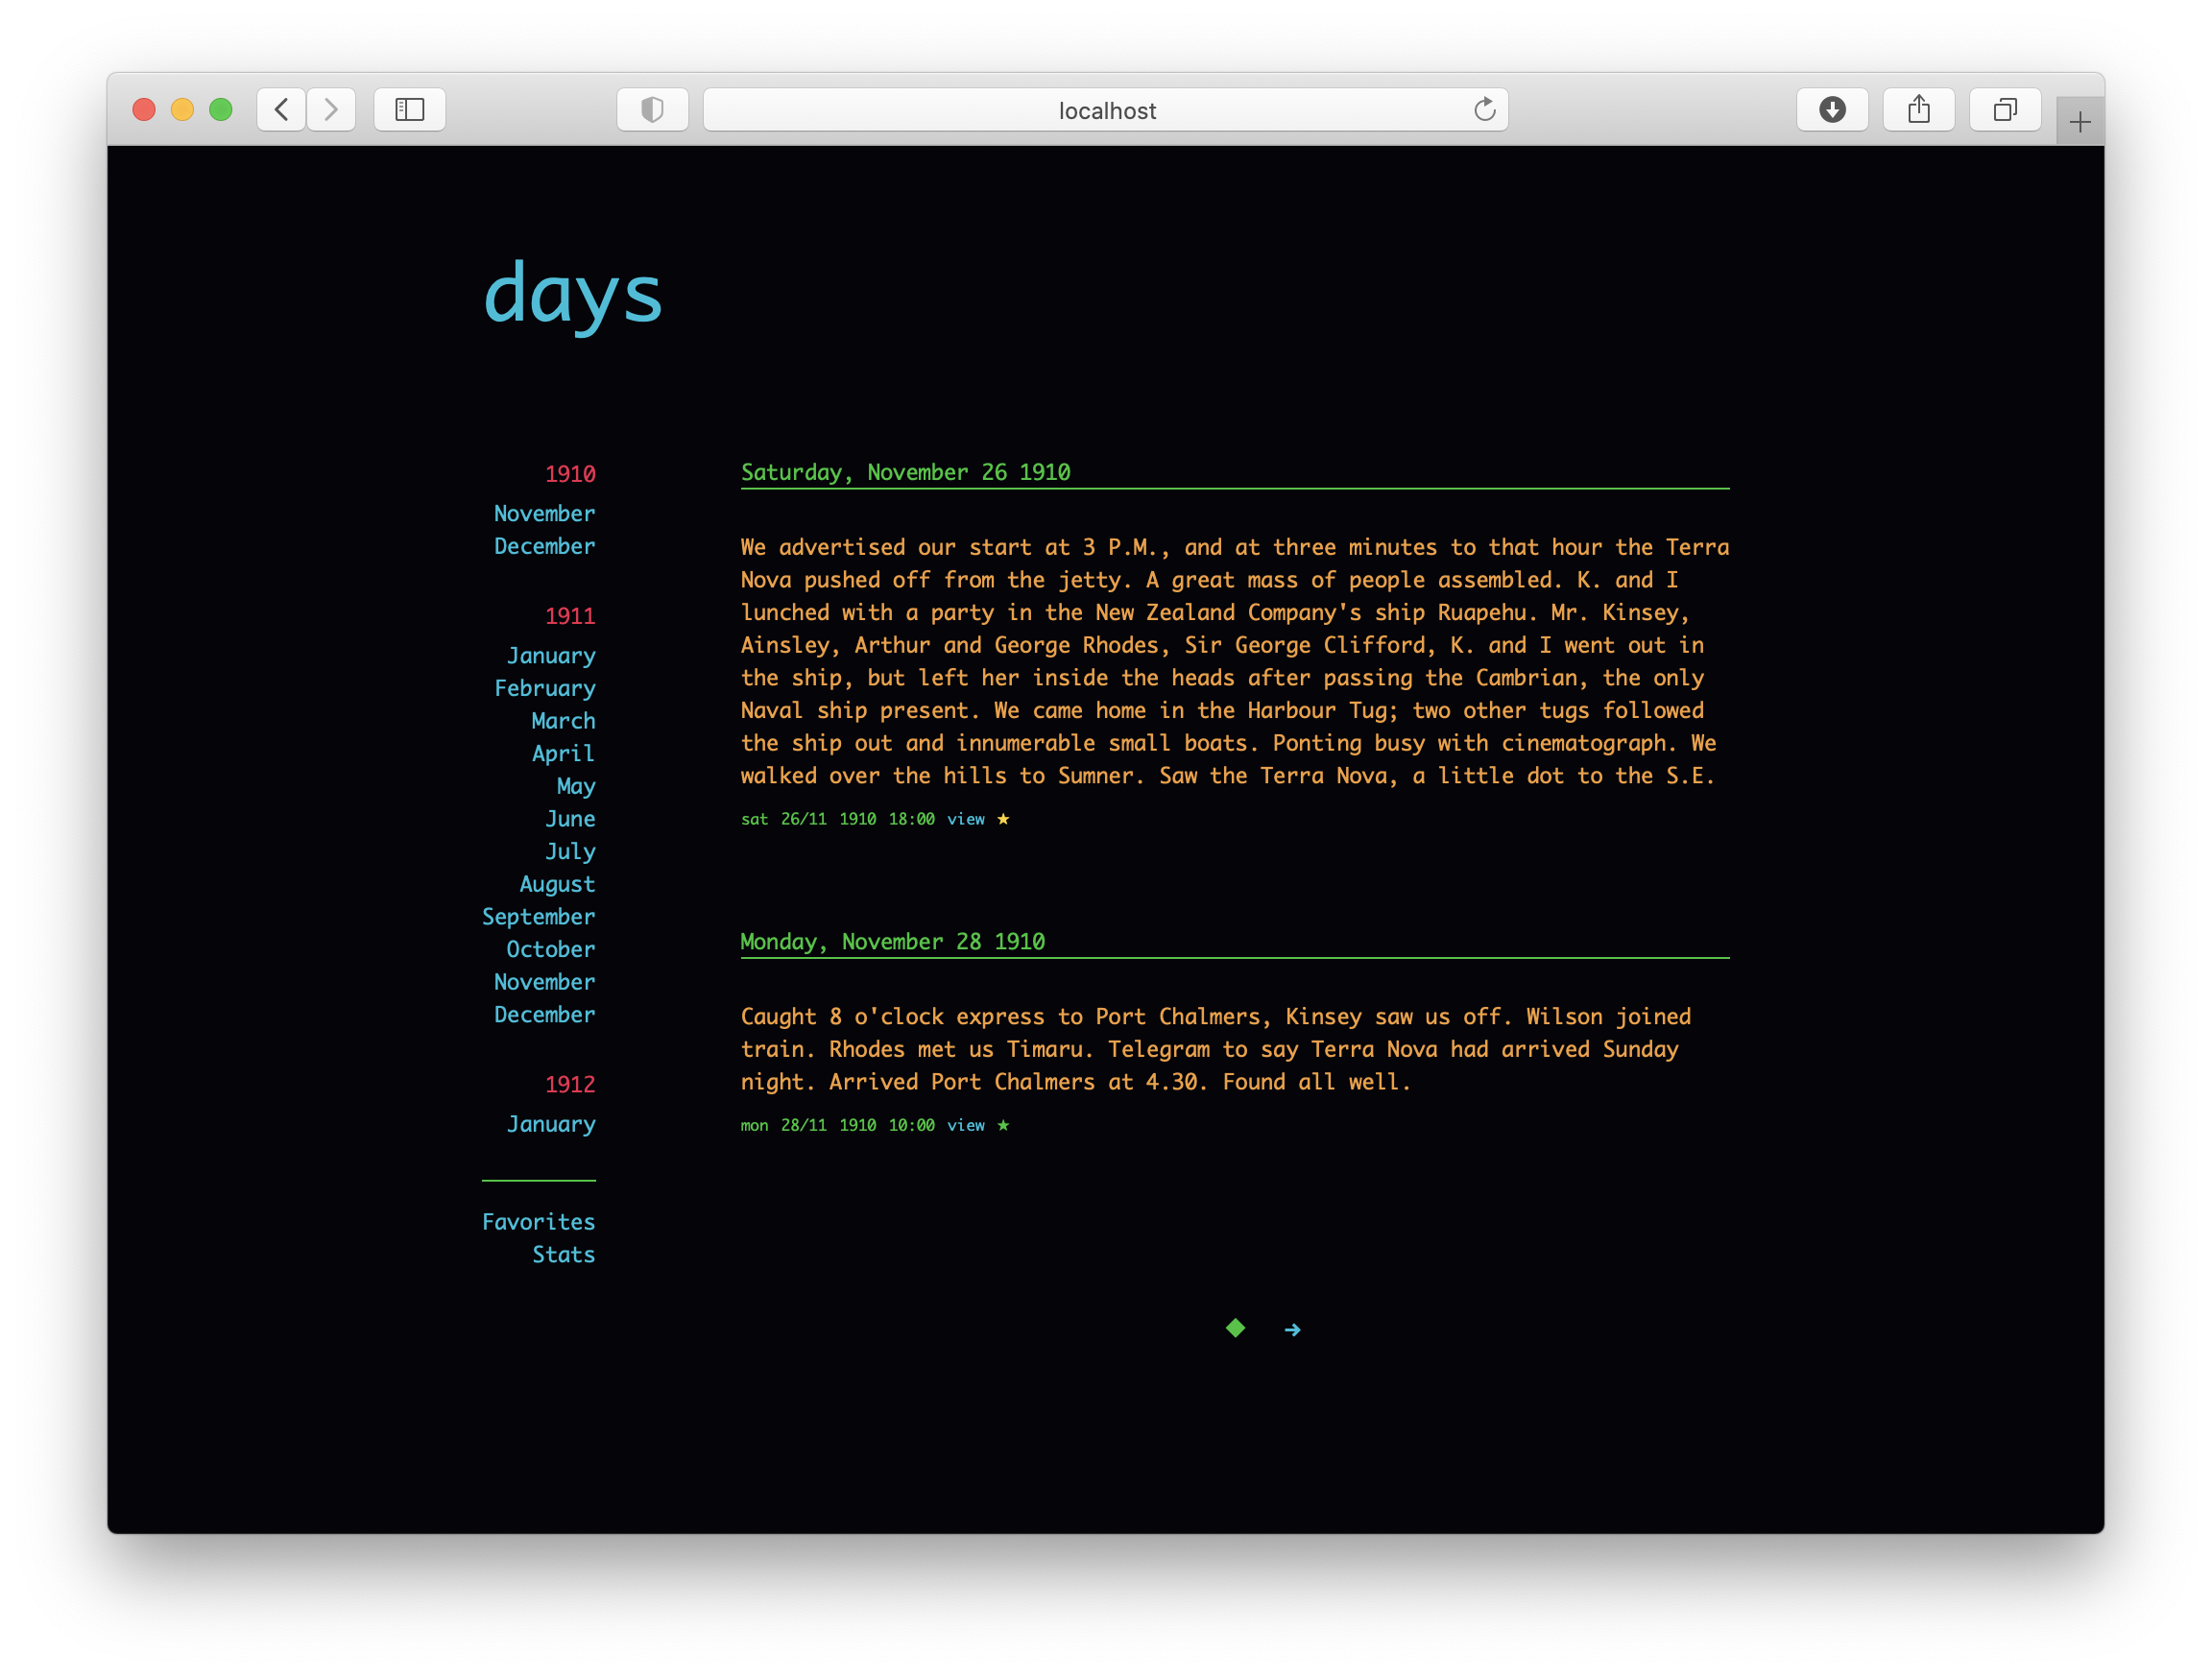 localhost
days
1910
November
December
1911
January
February
March
April
May
June
July
August
September
October
November
December
1912
January
Favorites
Stats
Saturday, November 26 1910
We advertised our start at 3 P.M., and at three minutes to that hour the Terra
Nova pushed off from the jetty. A great mass of people assembled. K. and I
lunched with a party in the New Zealand Company's ship Ruapehu. Mr. Kinsey,
Ainsley, Arthur and George Rhodes, Sir George Clifford, K. and I went out in
the ship, but left her inside the heads after passing the Cambrian, the only
Naval ship present. We came home in the Harbour Tug; two other tugs followed
the ship out and innumerable small boats. Ponting busy with cinematograph. We
walked over the hills to Sumner. Saw the Terra Nova, a little dot to the S.E.
sat 26/11 1910 18:00 view ★
Monday, November 28 1910
Caught 8 o'clock express to Port Chalmers, Kinsey saw us off. Wilson joined
train. Rhodes met us Timaru. Telegram to say Terra Nova had arrived Sunday
night. Arrived Port Chalmers at 4.30. Found all well.
mon 28/11 1910 10:00 view ★
◆ →